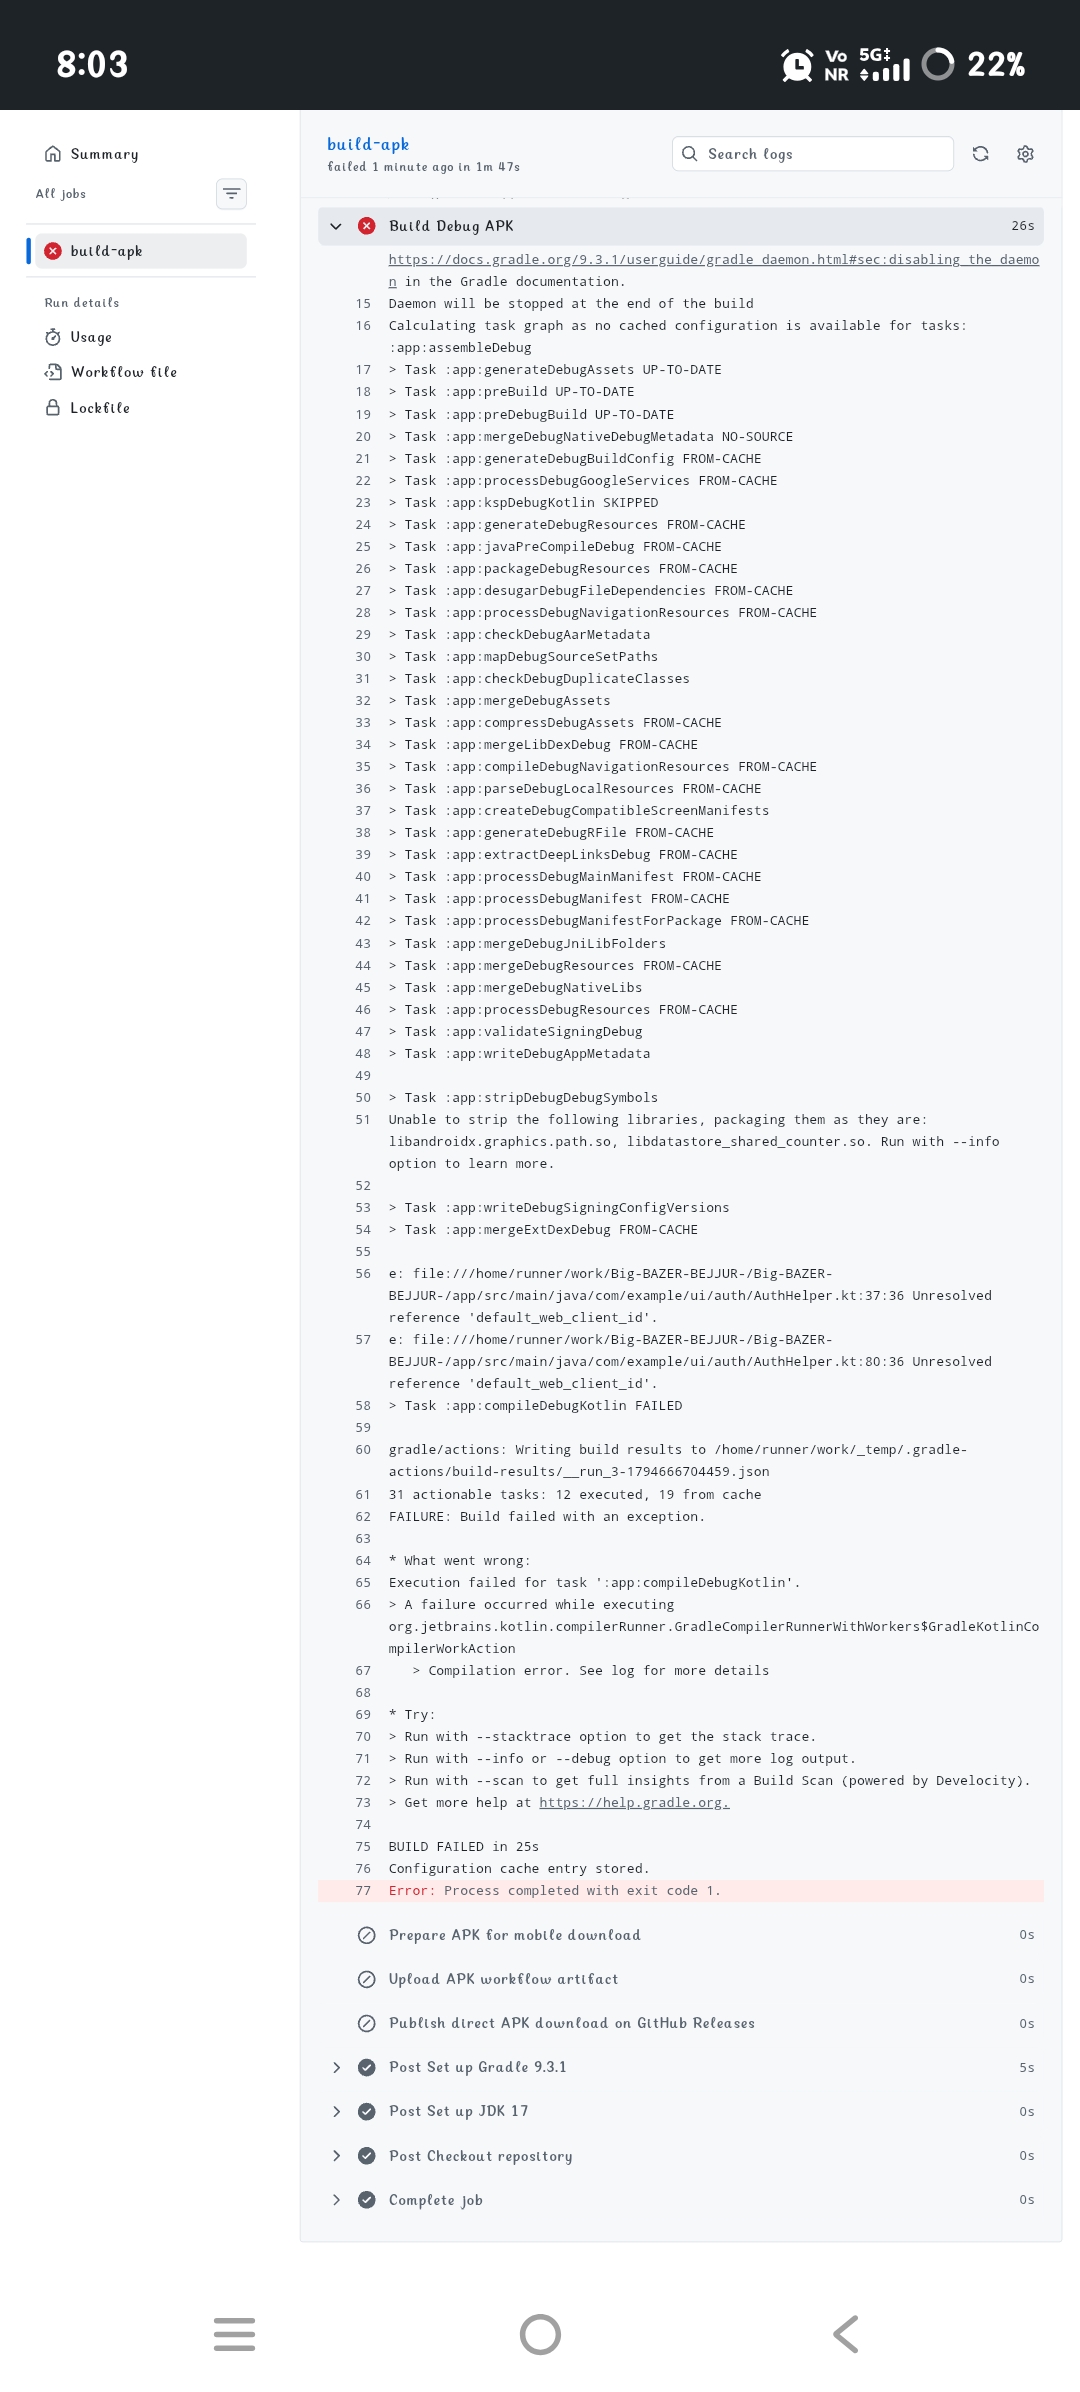 8:03
Vo
NR
5G
22%
Summary
All jobs
build-apk
Run details
Usage
Workflow file
Lockfile
build-apk
failed 1 minute ago in 1m 47s
Search logs
Build Debug APK 26s
https://docs.gradle.org/9.3.1/userguide/gradle_daemon.html#sec:disabling_the_daemo
n in the Gradle documentation.
15 Daemon will be stopped at the end of the build
16 Calculating task graph as no cached configuration is available for tasks:
:app:assembleDebug
17 > Task :app:generateDebugAssets UP-TO-DATE
18 > Task :app:preBuild UP-TO-DATE
19 > Task :app:preDebugBuild UP-TO-DATE
20 > Task :app:mergeDebugNativeDebugMetadata NO-SOURCE
21 > Task :app:generateDebugBuildConfig FROM-CACHE
22 > Task :app:processDebugGoogleServices FROM-CACHE
23 > Task :app:kspDebugKotlin SKIPPED
24 > Task :app:generateDebugResources FROM-CACHE
25 > Task :app:javaPreCompileDebug FROM-CACHE
26 > Task :app:packageDebugResources FROM-CACHE
27 > Task :app:desugarDebugFileDependencies FROM-CACHE
28 > Task :app:processDebugNavigationResources FROM-CACHE
29 > Task :app:checkDebugAarMetadata
30 > Task :app:mapDebugSourceSetPaths
31 > Task :app:checkDebugDuplicateClasses
32 > Task :app:mergeDebugAssets
33 > Task :app:compressDebugAssets FROM-CACHE
34 > Task :app:mergeLibDexDebug FROM-CACHE
35 > Task :app:compileDebugNavigationResources FROM-CACHE
36 > Task :app:parseDebugLocalResources FROM-CACHE
37 > Task :app:createDebugCompatibleScreenManifests
38 > Task :app:generateDebugRFile FROM-CACHE
39 > Task :app:extractDeepLinksDebug FROM-CACHE
40 > Task :app:processDebugMainManifest FROM-CACHE
41 > Task :app:processDebugManifest FROM-CACHE
42 > Task :app:processDebugManifestForPackage FROM-CACHE
43 > Task :app:mergeDebugJniLibFolders
44 > Task :app:mergeDebugResources FROM-CACHE
45 > Task :app:mergeDebugNativeLibs
46 > Task :app:processDebugResources FROM-CACHE
47 > Task :app:validateSigningDebug
48 > Task :app:writeDebugAppMetadata
49
50 > Task :app:stripDebugDebugSymbols
51 Unable to strip the following libraries, packaging them as they are:
libandroidx.graphics.path.so, libdatastore_shared_counter.so. Run with --info
option to learn more.
52
53 > Task :app:writeDebugSigningConfigVersions
54 > Task :app:mergeExtDexDebug FROM-CACHE
55
56 e: file:///home/runner/work/Big-BAZER-BEJJUR-/Big-BAZER-
BEJJUR-/app/src/main/java/com/example/ui/auth/AuthHelper.kt:37:36 Unresolved
reference 'default_web_client_id'.
57 e: file:///home/runner/work/Big-BAZER-BEJJUR-/Big-BAZER-
BEJJUR-/app/src/main/java/com/example/ui/auth/AuthHelper.kt:80:36 Unresolved
reference 'default_web_client_id'.
58 > Task :app:compileDebugKotlin FAILED
59
60 gradle/actions: Writing build results to /home/runner/work/_temp/.gradle-
actions/build-results/__run_3-1794666704459.json
61 31 actionable tasks: 12 executed, 19 from cache
62 FAILURE: Build failed with an exception.
63
64 * What went wrong:
65 Execution failed for task ':app:compileDebugKotlin'.
66 > A failure occurred while executing
org.jetbrains.kotlin.compilerRunner.GradleCompilerRunnerWithWorkers$GradleKotlinCo
mpilerWorkAction
67 > Compilation error. See log for more details
68
69 * Try:
70 > Run with --stacktrace option to get the stack trace.
71 > Run with --info or --debug option to get more log output.
72 > Run with --scan to get full insights from a Build Scan (powered by Develocity).
73 > Get more help at https://help.gradle.org.
74
75 BUILD FAILED in 25s
76 Configuration cache entry stored.
77 Error: Process completed with exit code 1.
Prepare APK for mobile download 0s
Upload APK workflow artifact 0s
Publish direct APK download on GitHub Releases 0s
Post Set up Gradle 9.3.1 5s
Post Set up JDK 17 0s
Post Checkout repository 0s
Complete job 0s